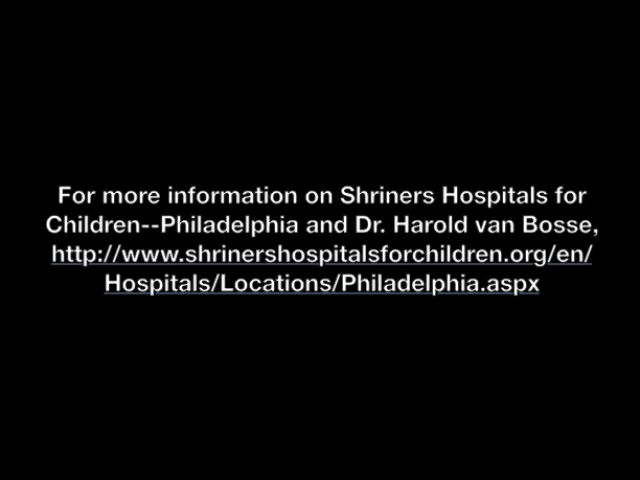 For more information on Shriners Hospitals for
Children--Philadelphia and Dr. Harold van Bosse,
http://www.shrinershospitalsforchildren.org/en/
Hospitals/Locations/Philadelphia.aspx